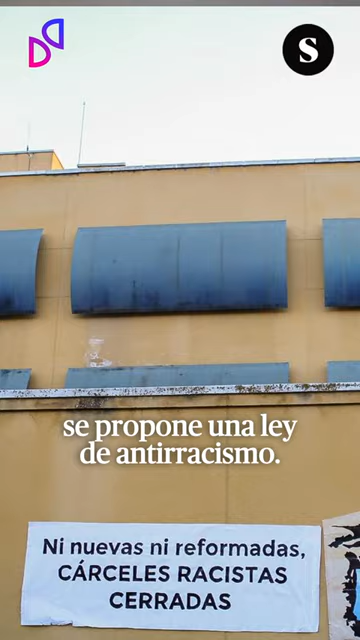 S
se propone una ley
de antirracismo.
Ni nuevas ni reformadas,
CÁRCELES RACISTAS
CERRADAS